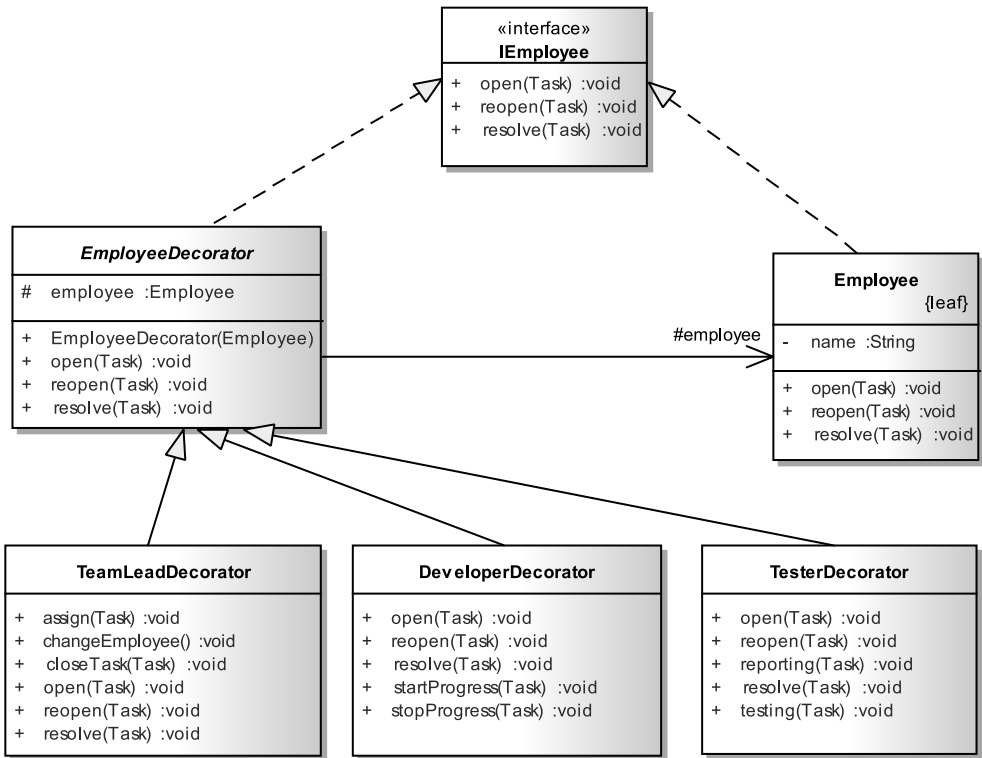 «interface»
IEmployee
+ open(Task) :void
+ reopen(Task) :void
+ resolve(Task) :void
EmployeeDecorator
# employee :Employee
+ EmployeeDecorator(Employee)
+ open(Task) :void
+ reopen(Task) :void
+ resolve(Task) :void
#employee
Employee
{leaf}
- name :String
+ open(Task) :void
+ reopen(Task) :void
+ resolve(Task) :void
TeamLeadDecorator
+ assign(Task) :void
+ changeEmployee() :void
+ closeTask(Task) :void
+ open(Task) :void
+ reopen(Task) :void
+ resolve(Task) :void
DeveloperDecorator
+ open(Task) :void
+ reopen(Task) :void
+ resolve(Task) :void
+ startProgress(Task) :void
+ stopProgress(Task) :void
TesterDecorator
+ open(Task) :void
+ reopen(Task) :void
+ reporting(Task) :void
+ resolve(Task) :void
+ testing(Task) :void